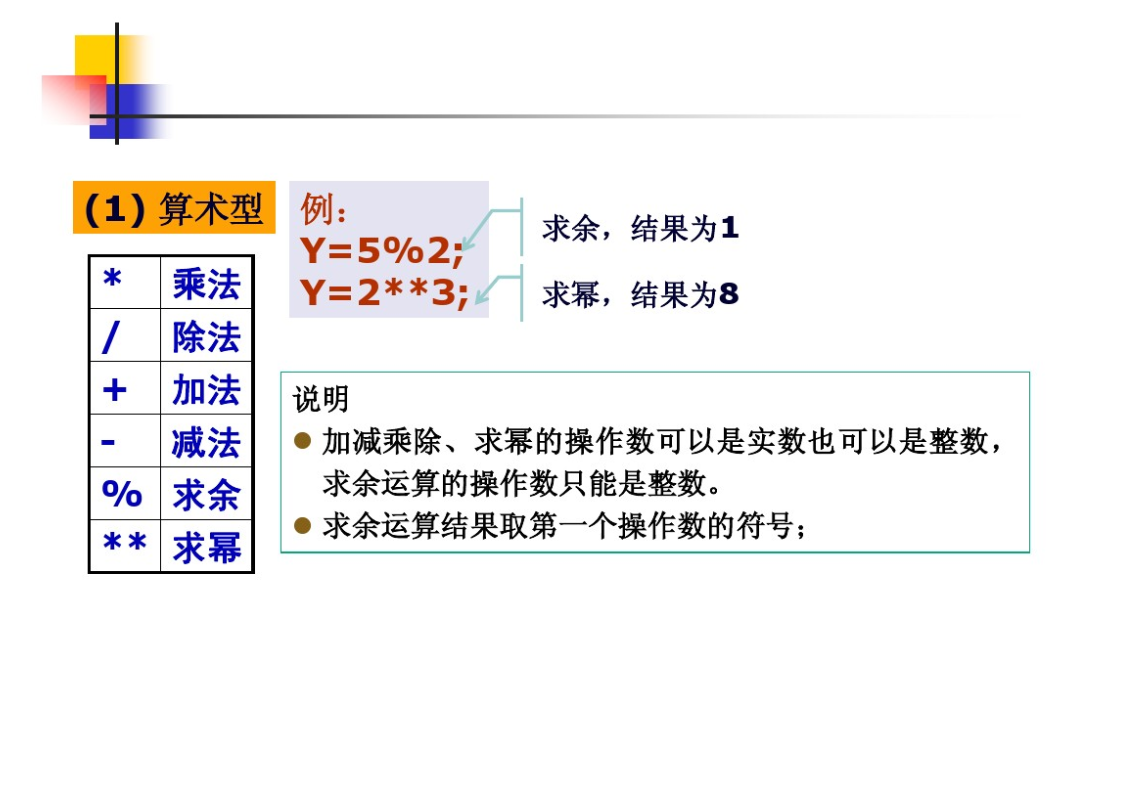 (1) 算术型
* 乘法
/ 除法
+ 加法
- 减法
% 求余
** 求幂
例：
Y=5%2;
Y=2**3;
求余，结果为1
求幂，结果为8
说明
● 加减乘除、求幂的操作数可以是实数也可以是整数，
求余运算的操作数只能是整数。
● 求余运算结果取第一个操作数的符号；